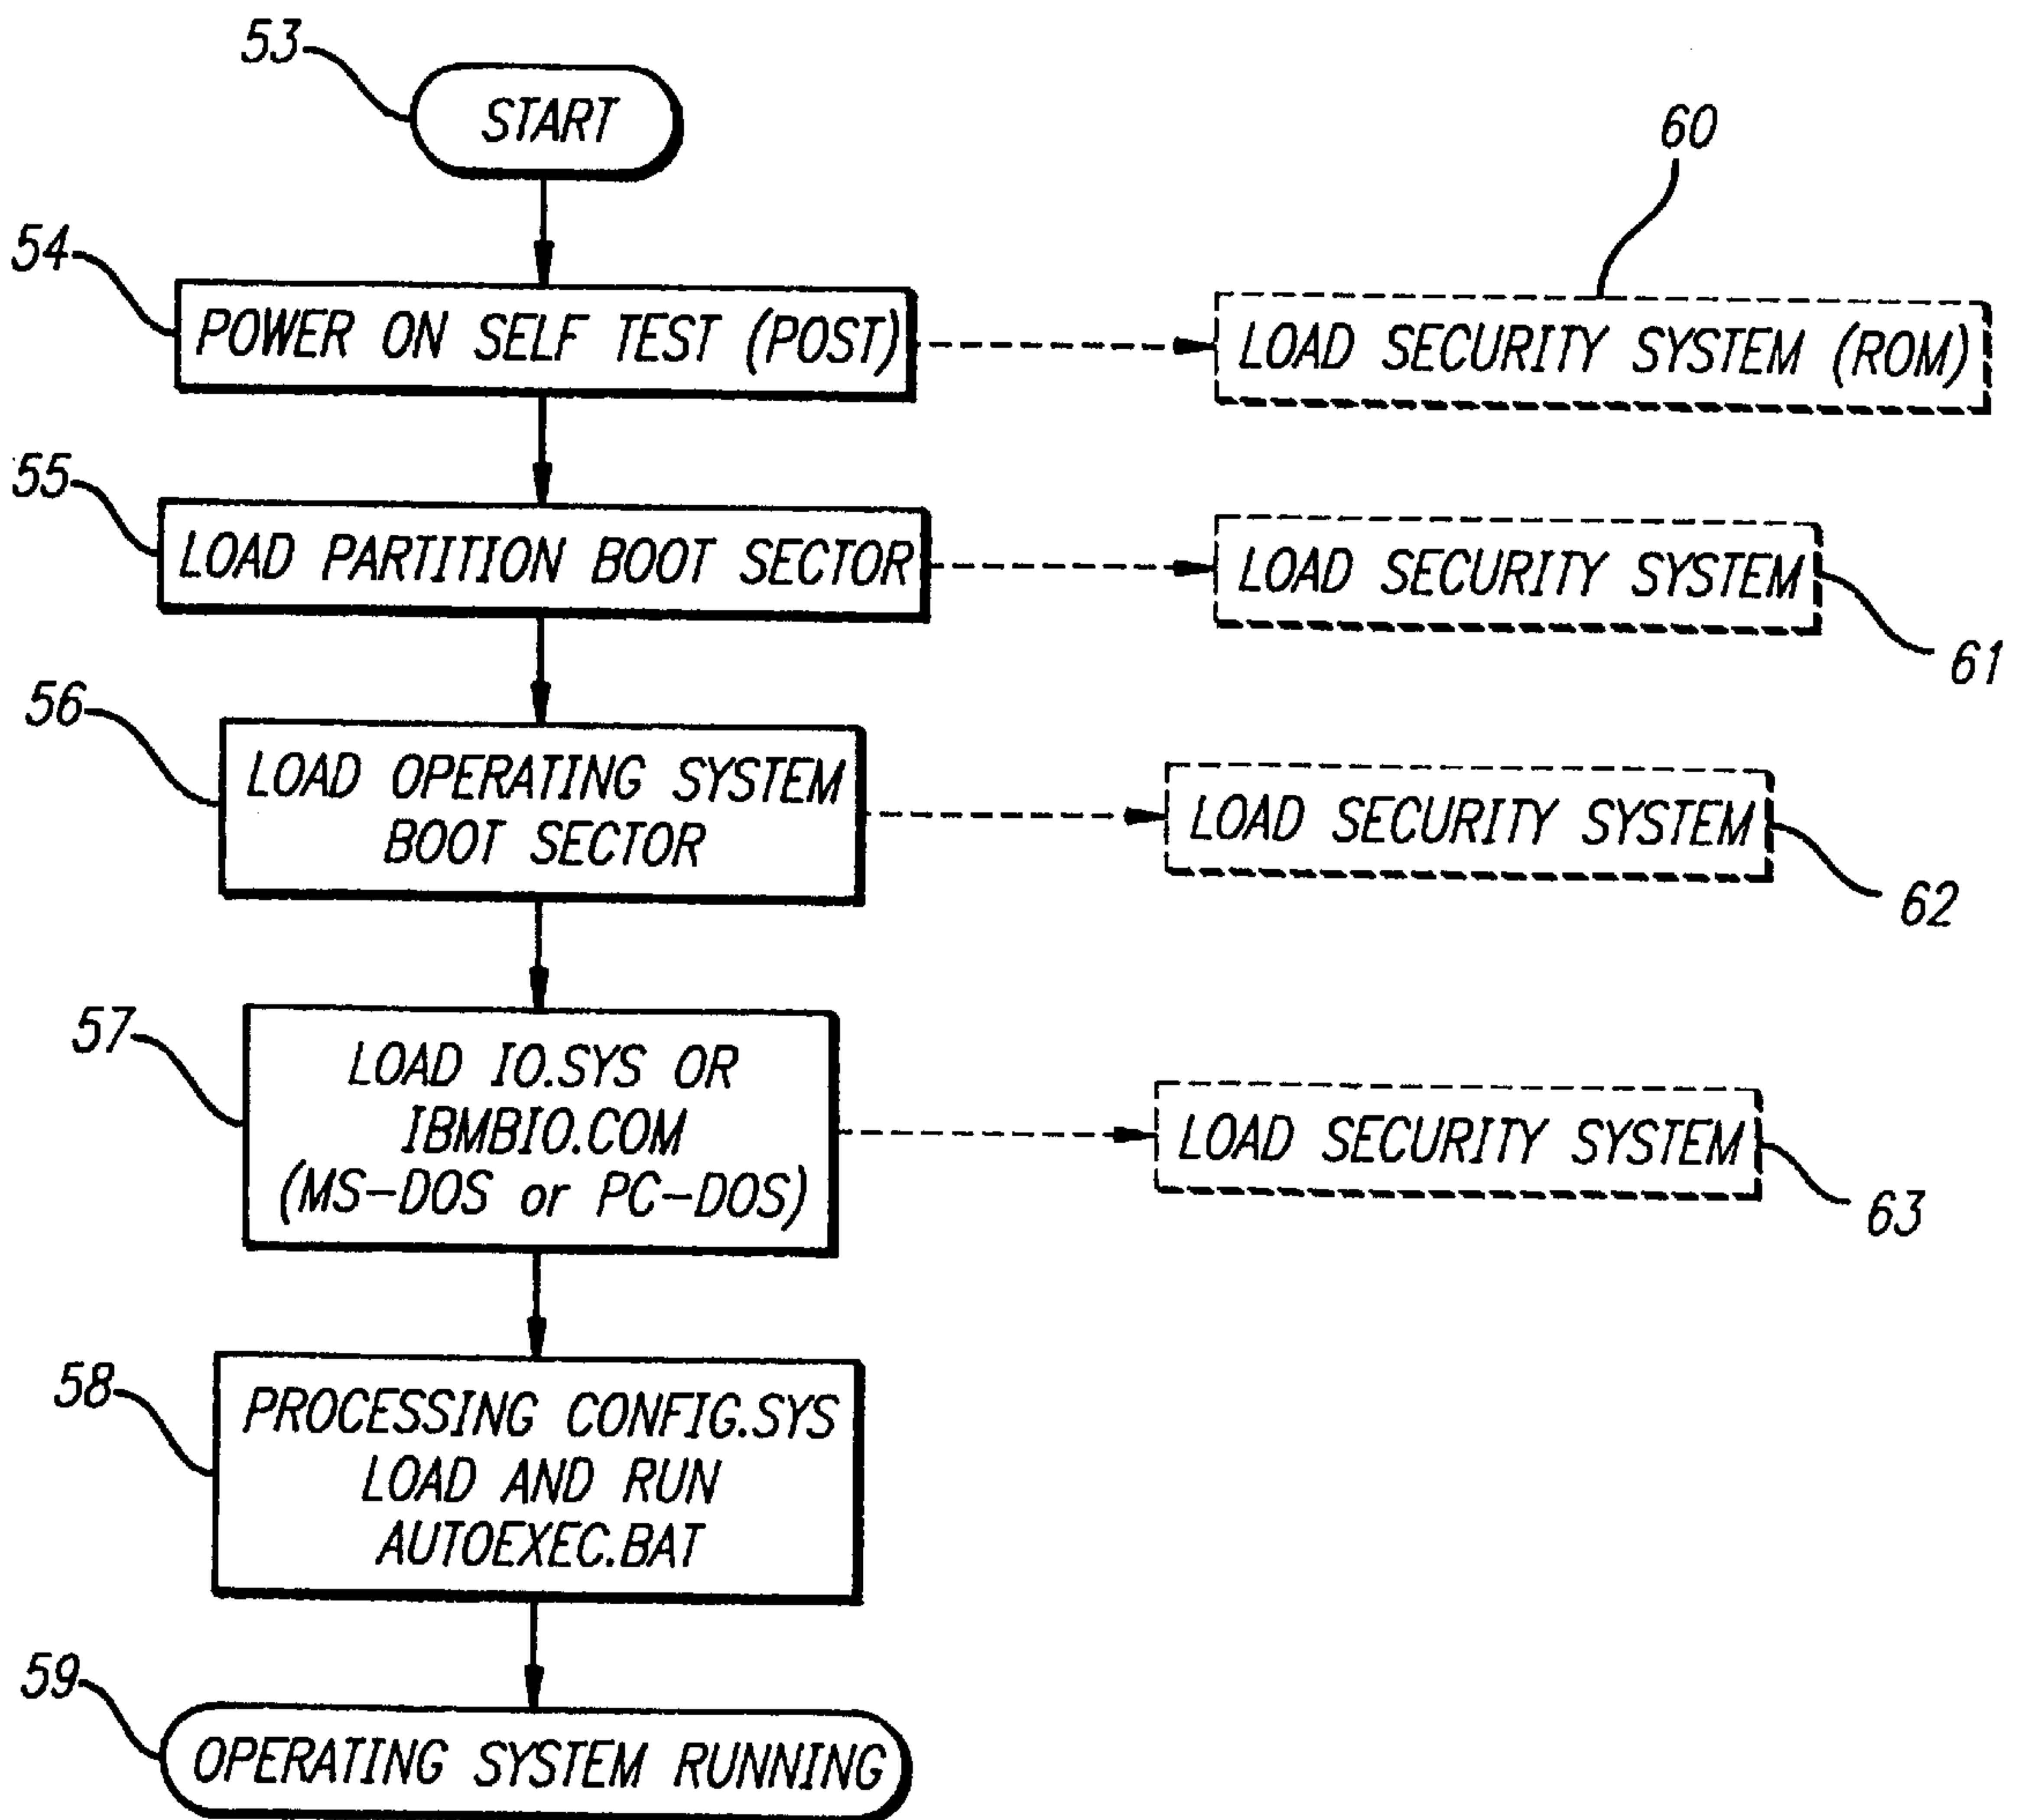 53
START
60
54
POWER ON SELF TEST (POST)
LOAD SECURITY SYSTEM (ROM)
55
LOAD PARTITION BOOT SECTOR
LOAD SECURITY SYSTEM
61
56
LOAD OPERATING SYSTEM
BOOT SECTOR
LOAD SECURITY SYSTEM
62
57
LOAD IO.SYS OR
IBMBIO.COM
(MS-DOS or PC-DOS)
LOAD SECURITY SYSTEM
63
58
PROCESSING CONFIG.SYS
LOAD AND RUN
AUTOEXEC.BAT
59
OPERATING SYSTEM RUNNING